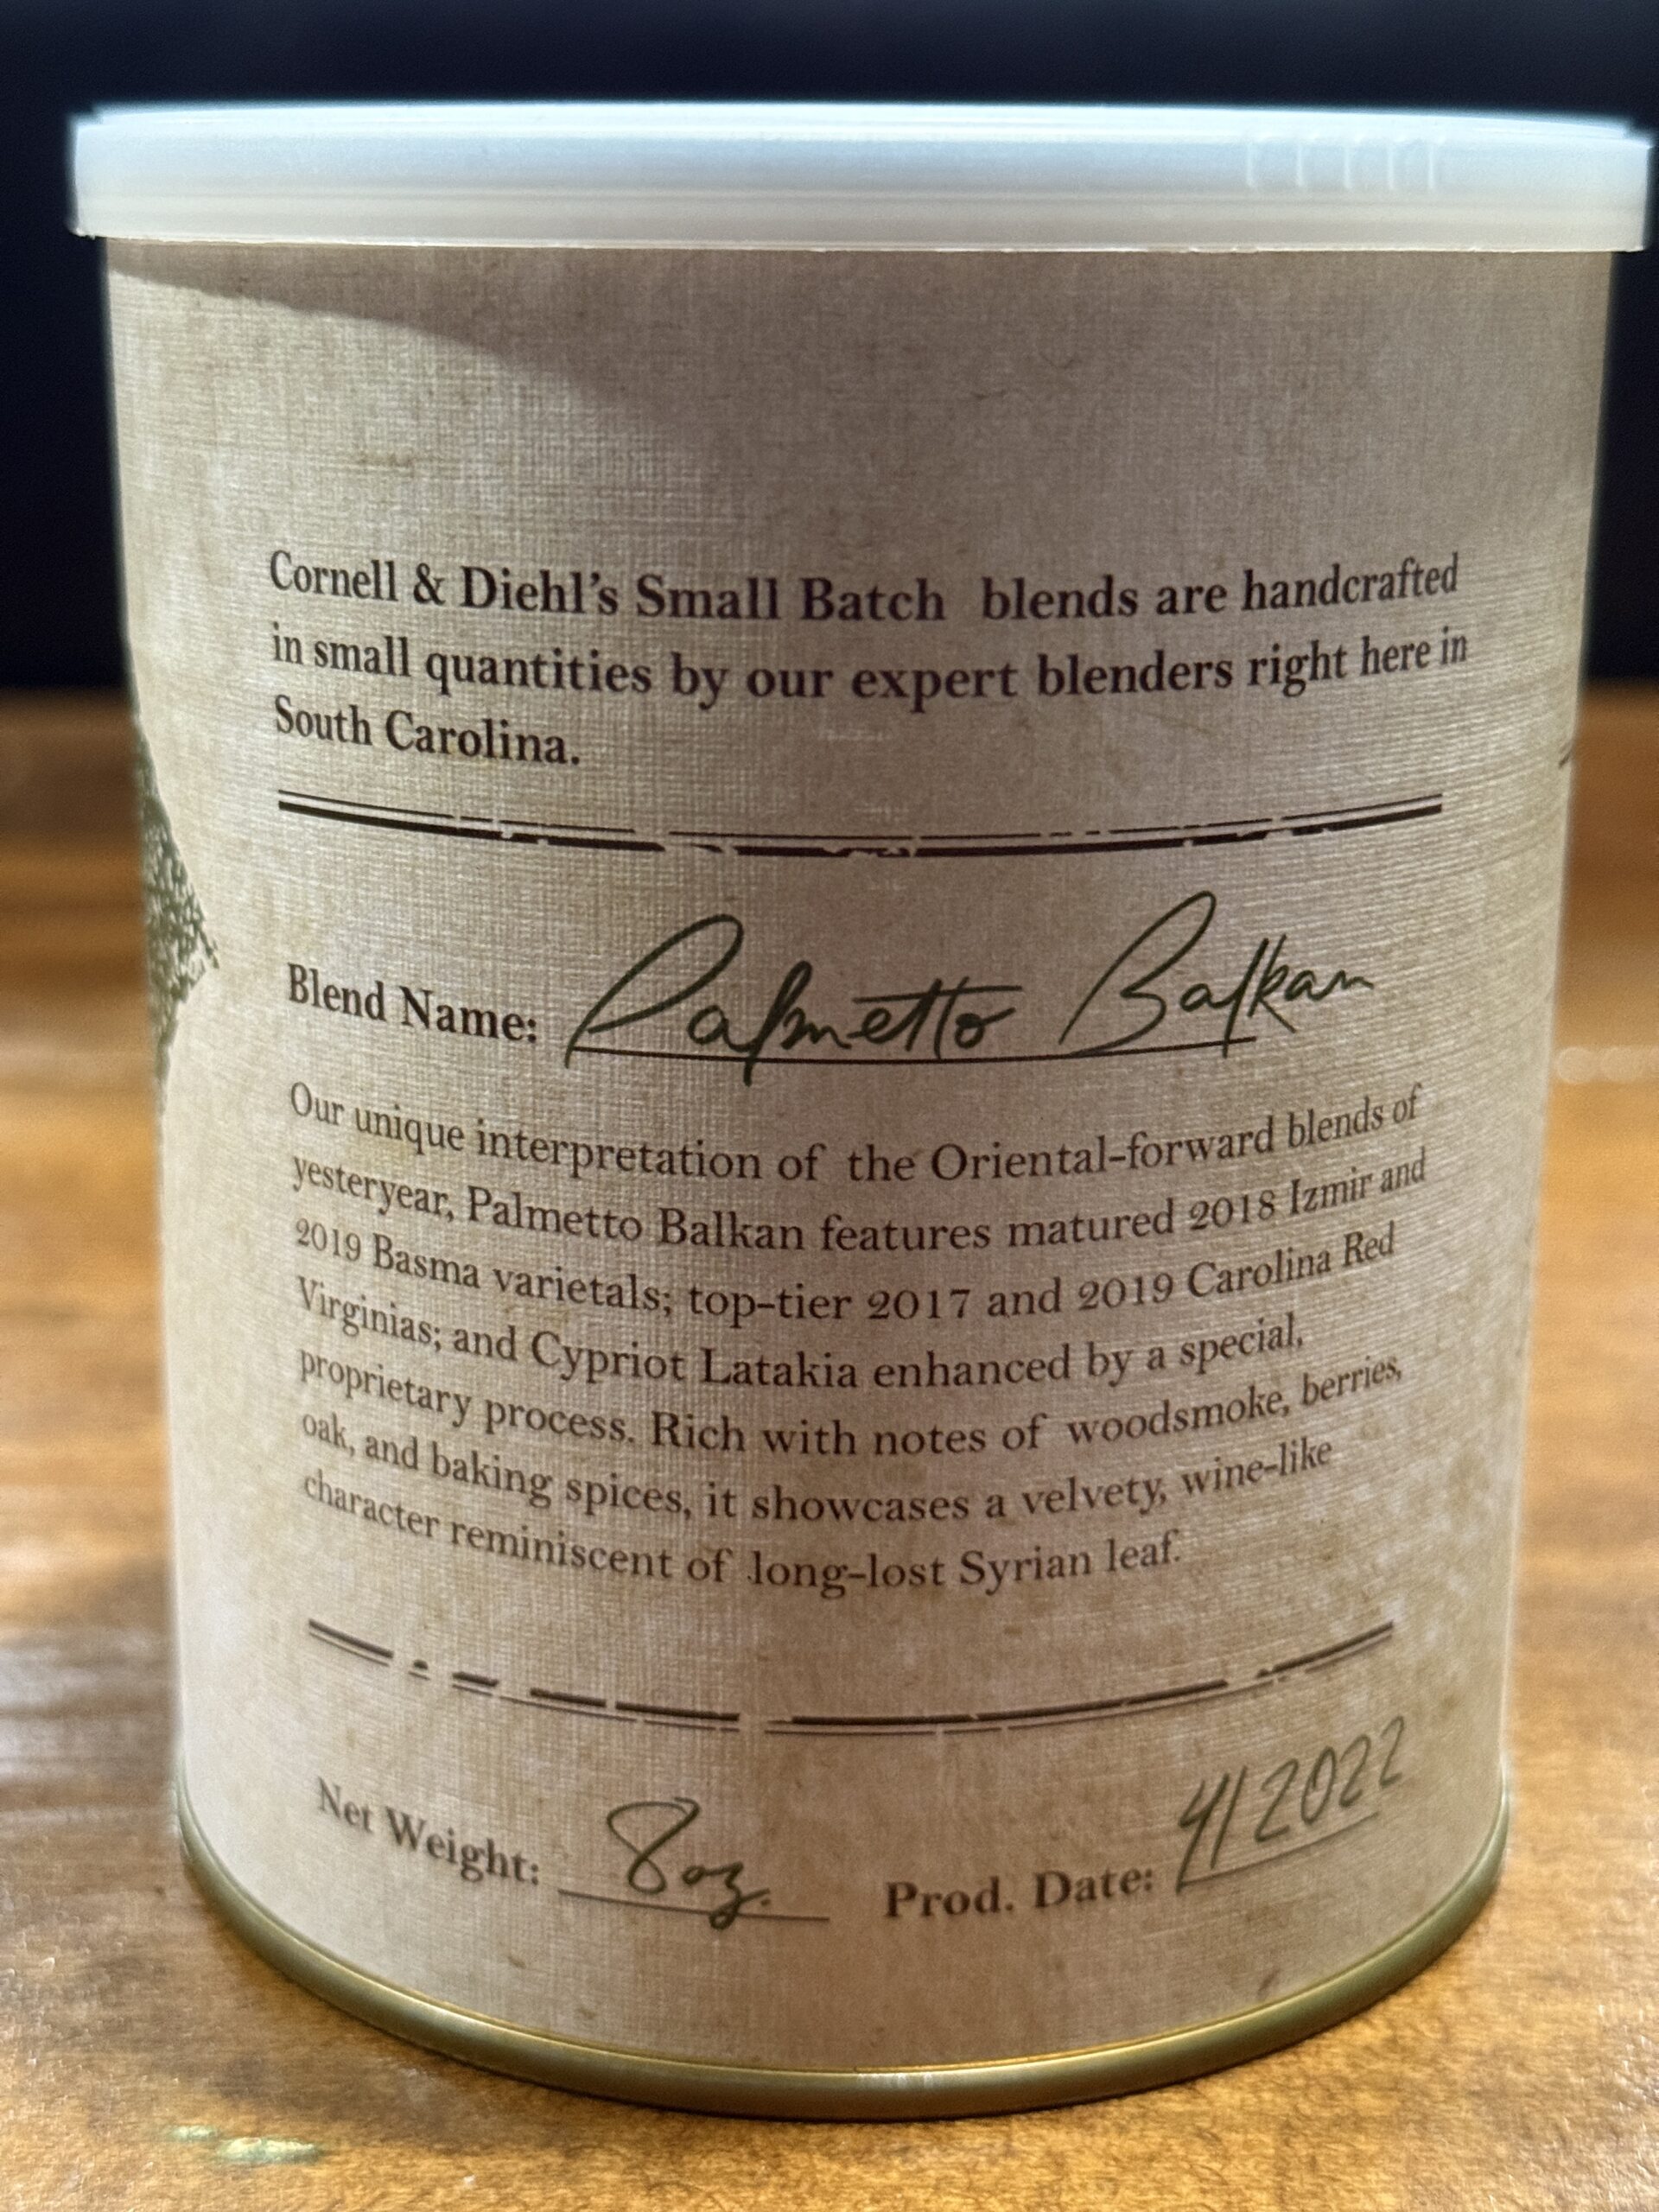 Cornell & Diehl's Small Batch blends are handcrafted
in small quantities by our expert blenders right here in
South Carolina.
Blend Name: Palmetto Balkan
Our unique interpretation of the Oriental-forward blends of
yesteryear, Palmetto Balkan features matured 2018 Izmir and
2019 Basma varietals; top-tier 2017 and 2019 Carolina Red
Virginias; and Cypriot Latakia enhanced by a special,
proprietary process. Rich with notes of woodsmoke, berries,
oak, and baking spices, it showcases a velvety, wine-like
character reminiscent of long-lost Syrian leaf.
Net Weight: 8oz. Prod. Date: 4/2022